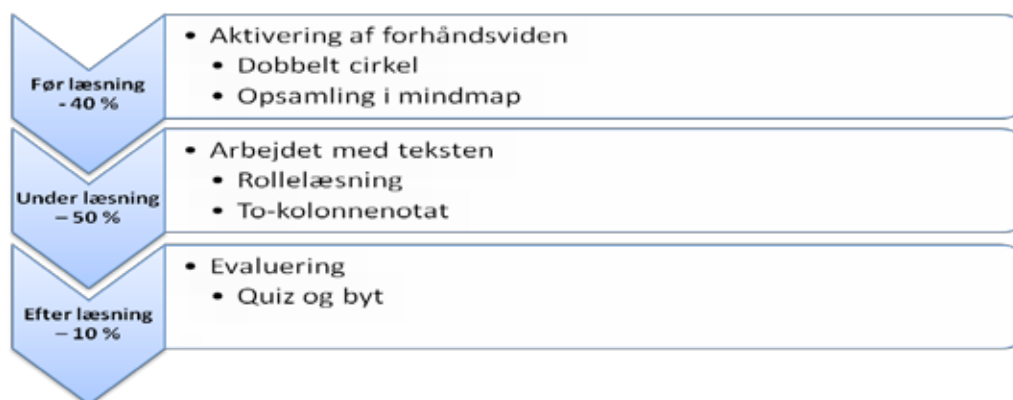 Før læsning
- 40 %
• Aktivering af forhåndsviden
• Dobbelt cirkel
• Opsamling i mindmap
Under læsning
– 50 %
• Arbejdet med teksten
• Rollelæsning
• To-kolonnenotat
Efter læsning
– 10 %
• Evaluering
• Quiz og byt